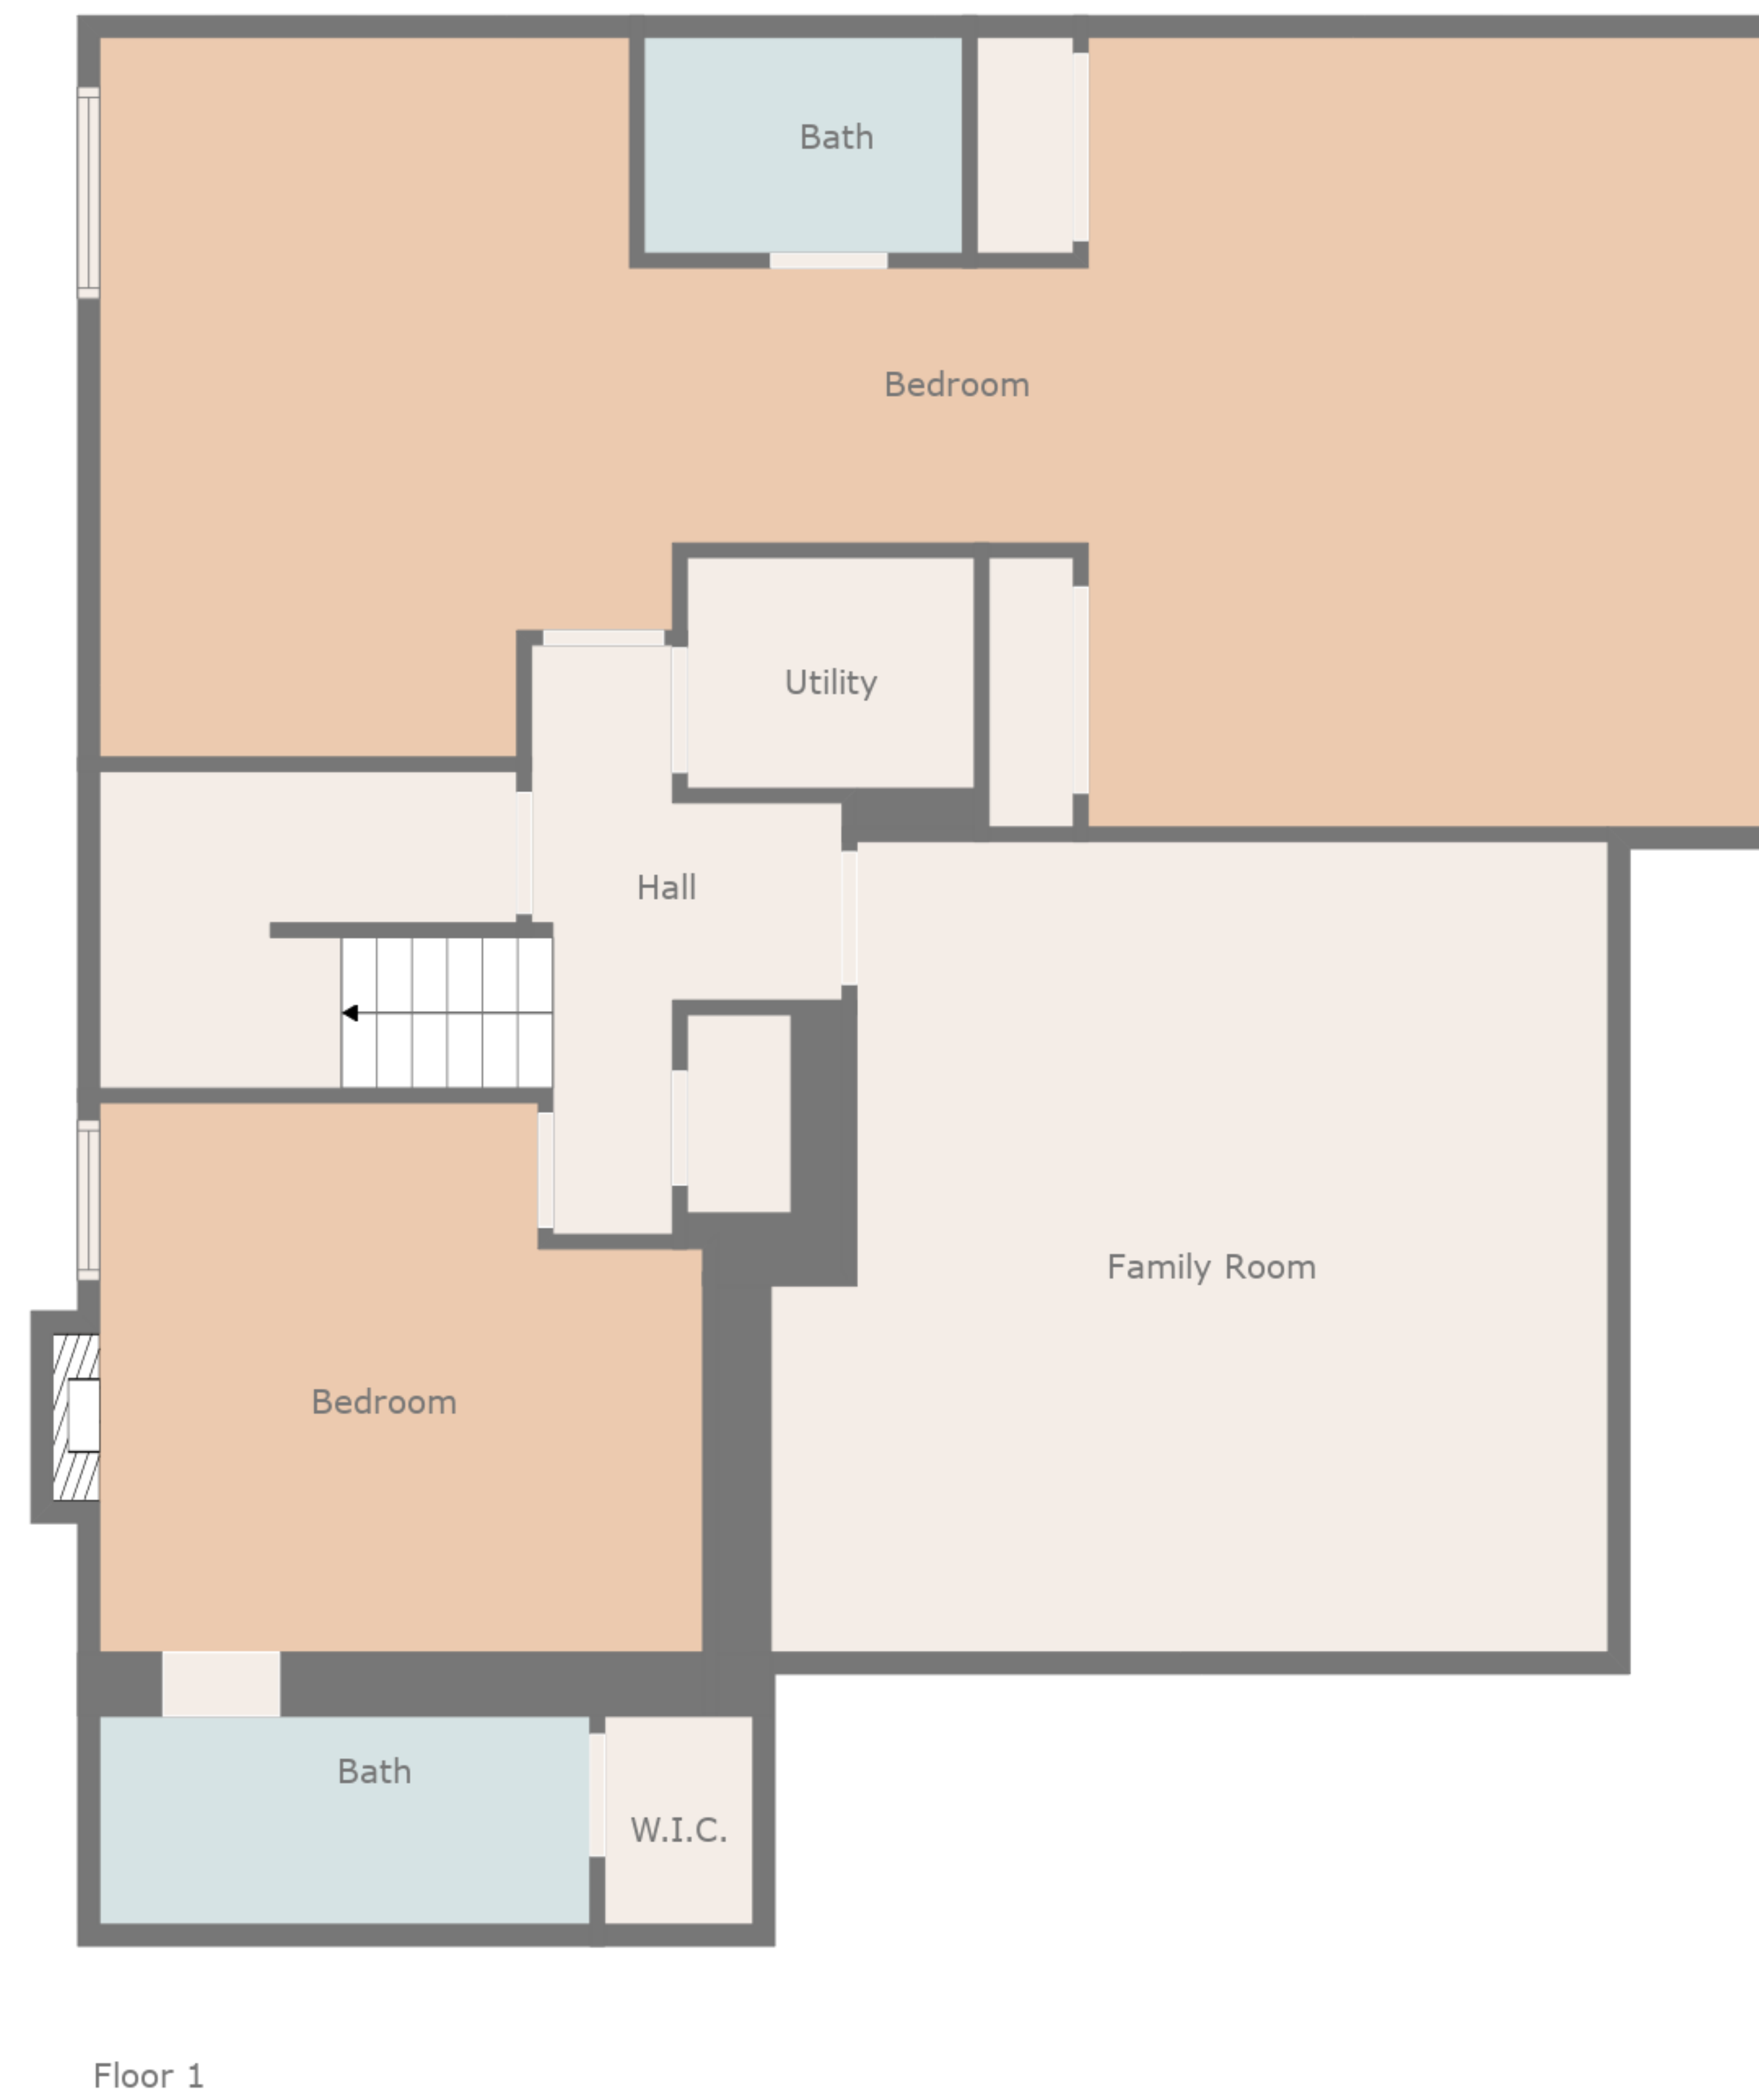 Bath
Bedroom
Utility
Hall
Family Room
Bedroom
Bath
W.I.C.
Floor 1